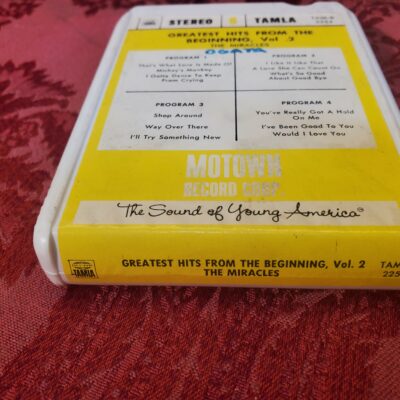 STEREO 8 TAMLA
GREATEST HITS FROM THE
BEGINNING, Vol 2
THE MIRACLES
PROGRAM 1
That's What Love Is Made Of
Mickey's Monkey
I Gotta Dance To Keep
From Crying
PROGRAM 2
I Like It Like That
A Love She Can Count On
What's So Good
About Good Bye
PROGRAM 3
Shop Around
Way Over There
I'll Try Something New
PROGRAM 4
You've Really Got A Hold
On Me
I've Been Good To You
Would I Love You
MOTOWN
RECORD CORP
The Sound of Young America®
TAMLA
GREATEST HITS FROM THE BEGINNING, Vol. 2
THE MIRACLES
TAM
225